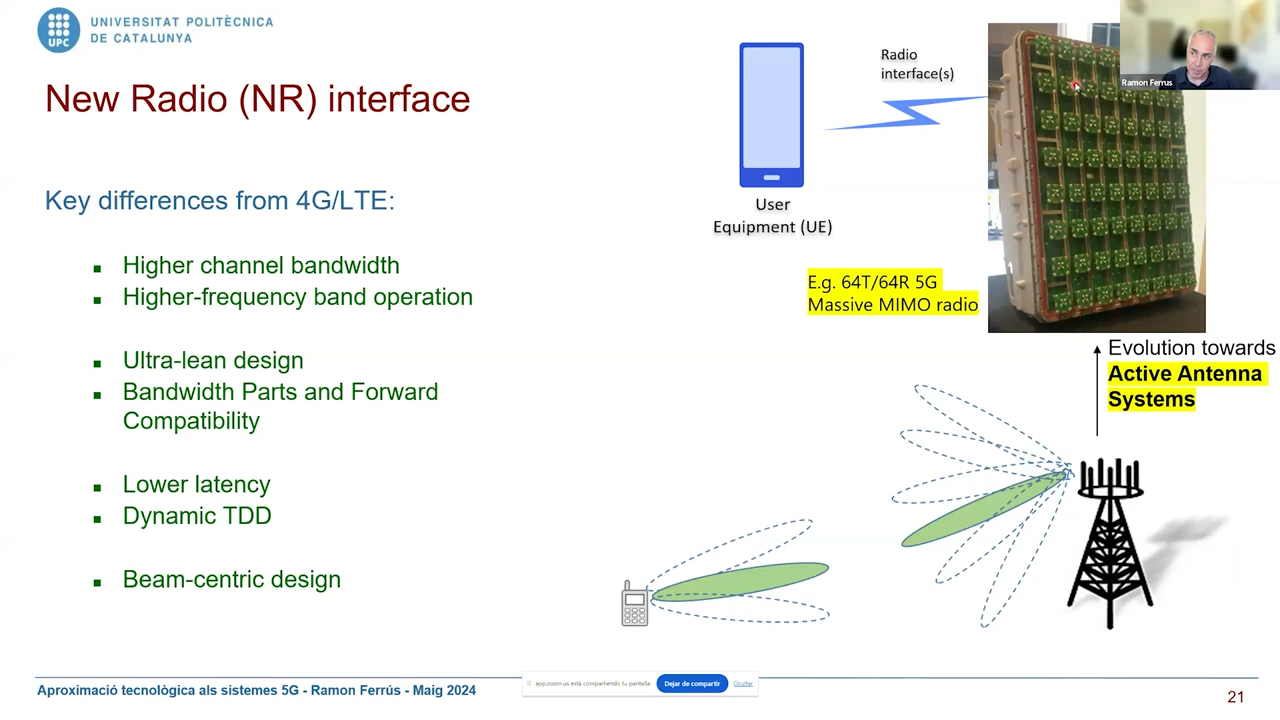 UNIVERSITAT POLITÈCNICA
DE CATALUNYA
UPC
New Radio (NR) interface
Key differences from 4G/LTE:
Higher channel bandwidth
Higher-frequency band operation
Ultra-lean design
Bandwidth Parts and Forward
Compatibility
Lower latency
Dynamic TDD
Beam-centric design
Radio
interface(s)
User
Equipment (UE)
E.g. 64T/64R 5G
Massive MIMO radio
Ramon Ferrus
Evolution towards
Active Antenna
Systems
Aproximació tecnològica als sistemes 5G - Ramon Ferrús - Maig 2024
app.zoom.us está compartiendo tu pantalla.
Dejar de compartir
Ocultar
21